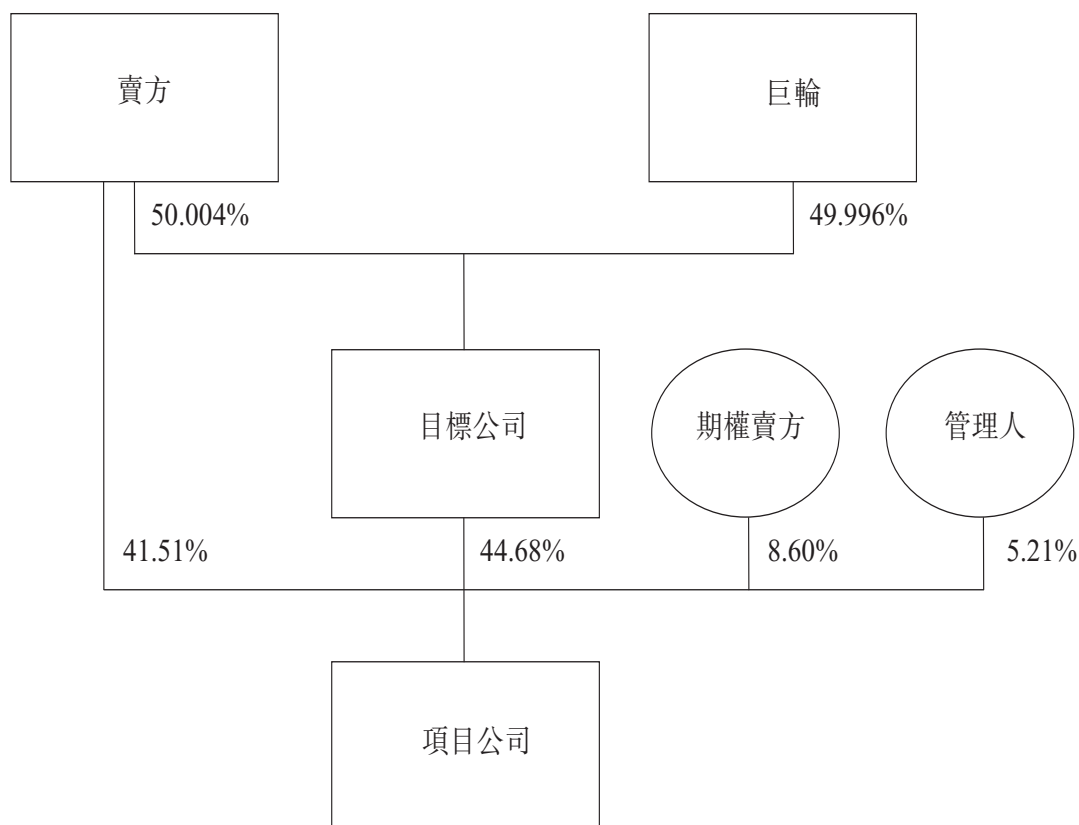 賣方
巨輪
50.004%
49.996%
目標公司
期權賣方
管理人
41.51%
44.68%
8.60%
5.21%
項目公司